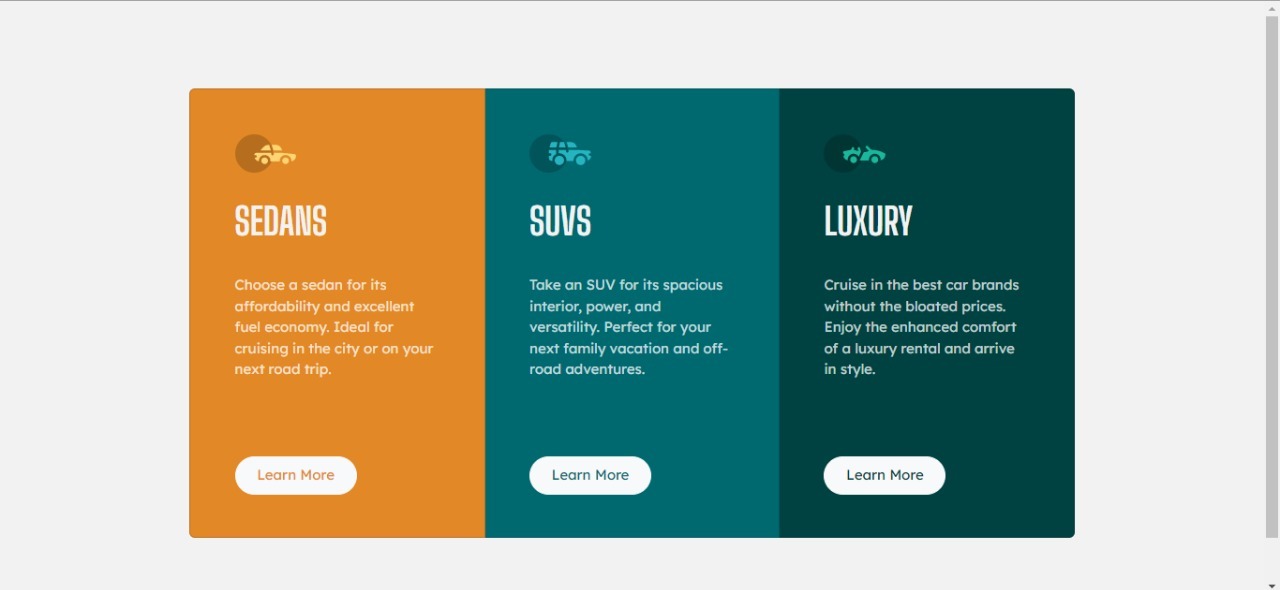 SEDANS
Choose a sedan for its
affordability and excellent
fuel economy. Ideal for
cruising in the city or on your
next road trip.
Learn More
SUVS
Take an SUV for its spacious
interior, power, and
versatility. Perfect for your
next family vacation and off-
road adventures.
Learn More
LUXURY
Cruise in the best car brands
without the bloated prices.
Enjoy the enhanced comfort
of a luxury rental and arrive
in style.
Learn More